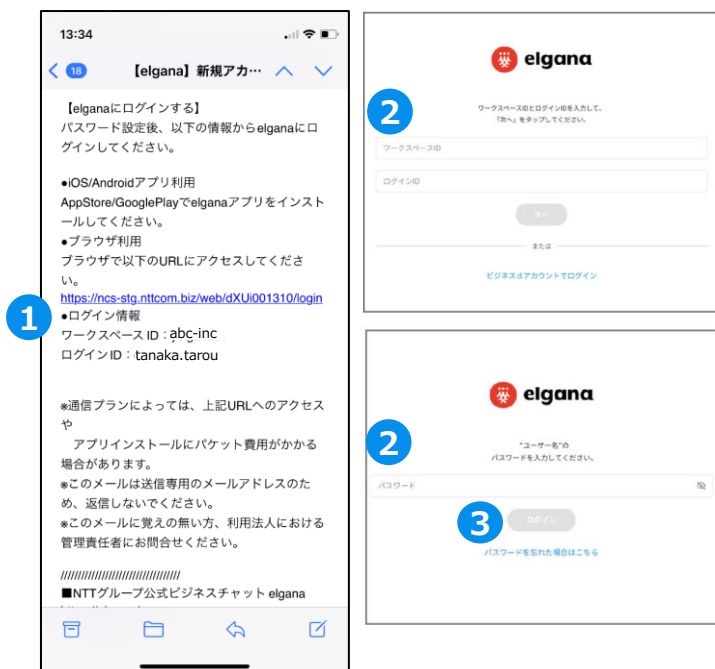 13:34
18
【elgana】新規アカ…
【elganaにログインする】
パスワード設定後、以下の情報からelganaにロ
グインしてください。
●iOS/Androidアプリ利用
AppStore/GooglePlayでelganaアプリをインスト
ールしてください。
●ブラウザ利用
ブラウザで以下のURLにアクセスしてくださ
い。
https://ncs-stg.nttcom.biz/web/dXUi001310/login
1
●ログイン情報
ワークスペース ID：abc-inc
ログイン ID：tanaka.tarou
※通信プランによっては、上記URLへのアクセス
や
アプリインストールにパケット費用がかかる
場合があります。
※このメールは送信専用のメールアドレスのた
め、返信しないでください。
※このメールに覚えの無い方、利用法人における
管理責任者にお問合せください。
//////////////////////////////////
■NTTグループ公式ビジネスチャット elgana
elgana
2
ワークスペースIDとログインIDを入力して、
「次へ」をタップしてください。
ワークスペースID
ログインID
次へ
または
ビジネスdアカウントでログイン
elgana
2
"ユーザー名"の
パスワードを入力してください。
パスワード
3
ログイン
パスワードを忘れた場合はこちら